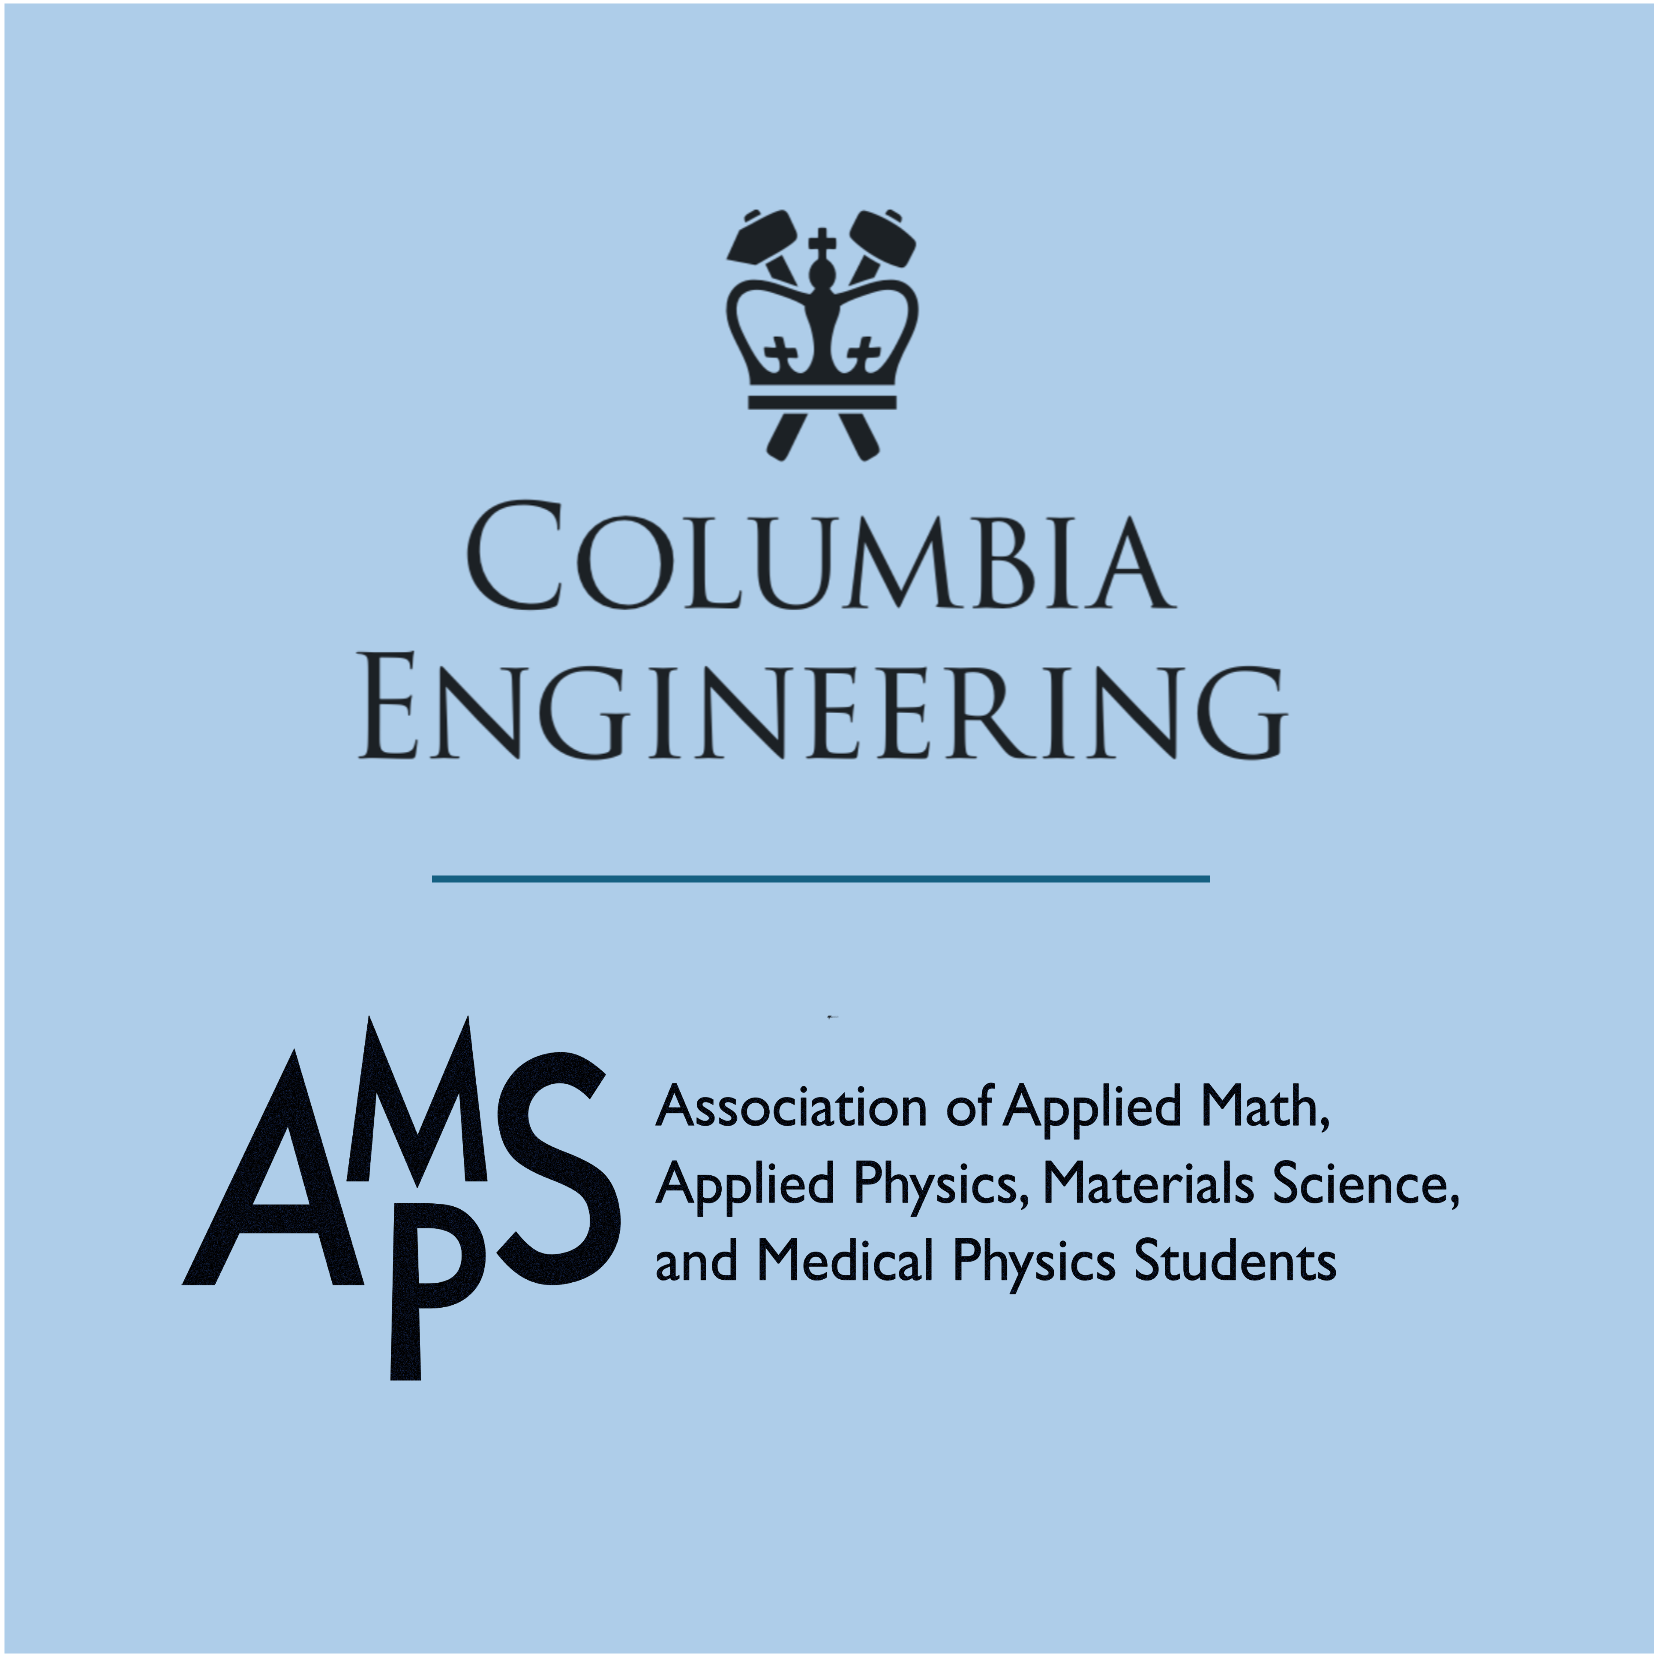 COLUMBIA
ENGINEERING
AMPS
Association of Applied Math,
Applied Physics, Materials Science,
and Medical Physics Students